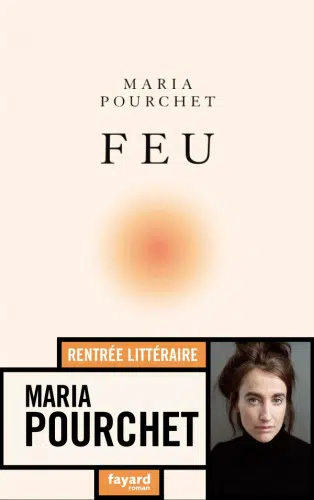 MARIA
POURCHET
FEU
RENTRÉE LITTÉRAIRE
MARIA
POURCHET
fayard
roman